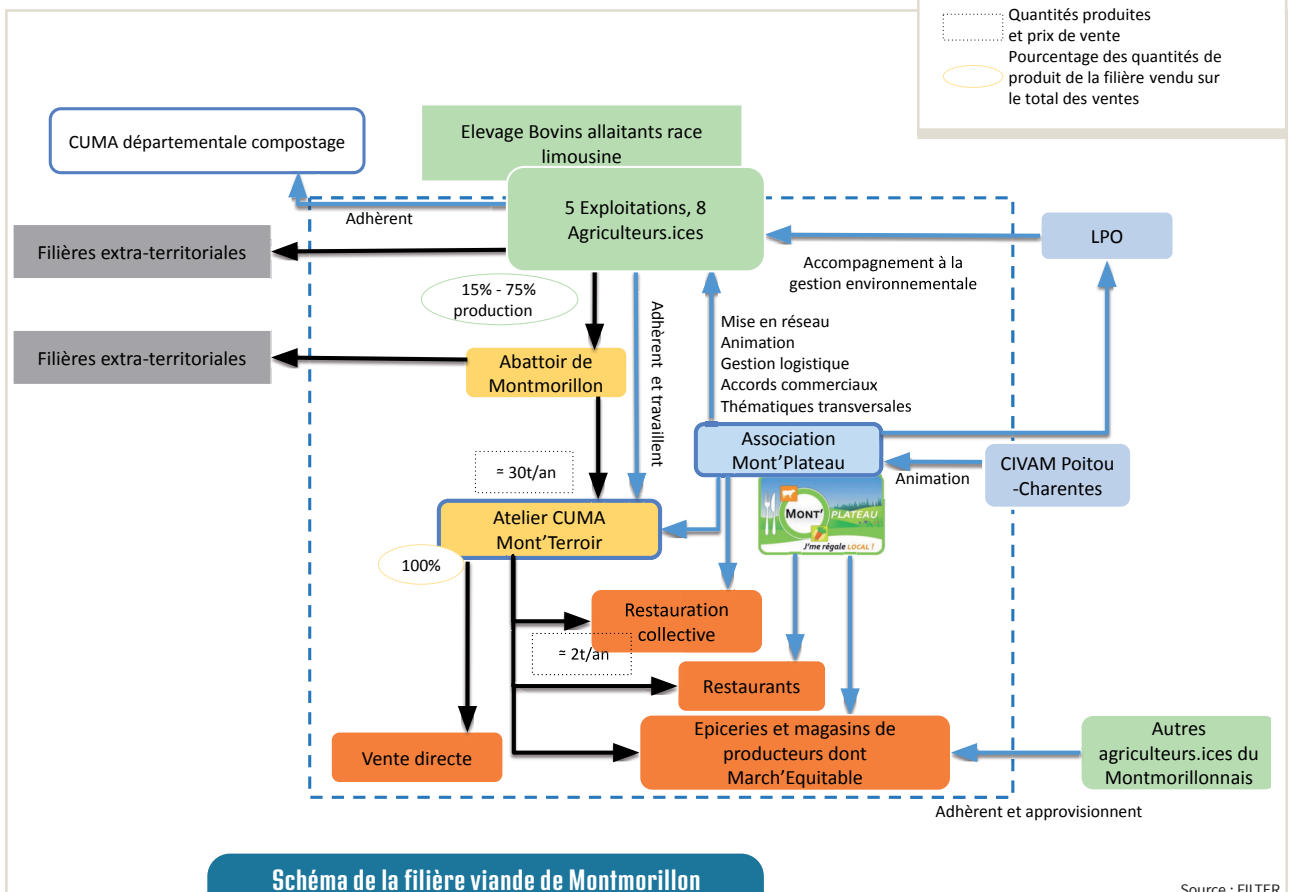 Quantités produites
et prix de vente
Pourcentage des quantités de
produit de la filière vendu sur
le total des ventes
CUMA départementale compostage
Elevage Bovins allaitants race
limousine
5 Exploitations, 8
Agriculteurs.ices
Adhèrent
LPO
Filières extra-territoriales
Accompagnement à la
gestion environnementale
15% - 75%
production
Adhèrent et travaillent
Mise en réseau
Animation
Gestion logistique
Accords commerciaux
Thématiques transversales
Filières extra-territoriales
Abattoir de
Montmorillon
Association
Mont'Plateau
Animation
CIVAM Poitou
-Charentes
≃ 30t/an
MONT' PLATEAU
J'me régale LOCAL !
Atelier CUMA
Mont'Terroir
100%
Restauration
collective
≃ 2t/an
Restaurants
Vente directe
Epiceries et magasins de
producteurs dont
March'Equitable
Autres
agriculteurs.ices du
Montmorillonnais
Adhèrent et approvisionnent
Schéma de la filière viande de Montmorillon
Source : FILTER